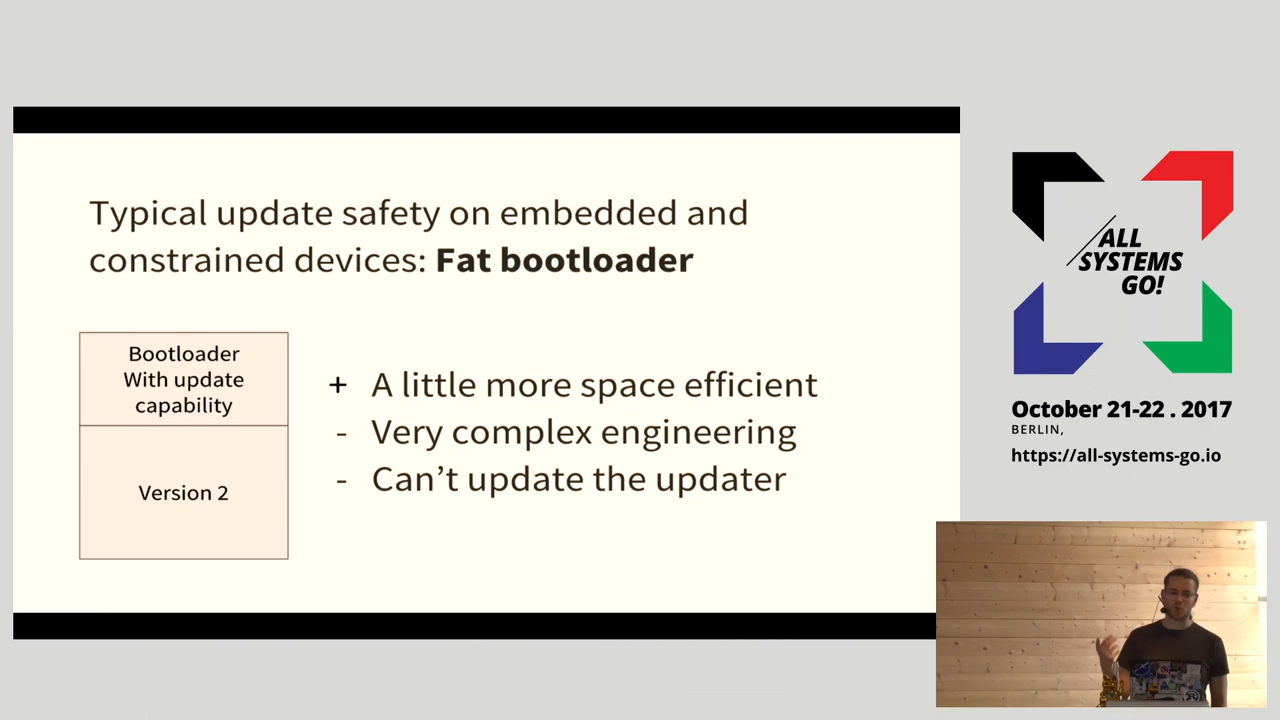 Typical update safety on embedded and
constrained devices: Fat bootloader
Bootloader
With update
capability
Version 2
+ A little more space efficient
- Very complex engineering
- Can’t update the updater
/ALL
SYSTEMS
GO!
October 21-22 . 2017
BERLIN,
https://all-systems-go.io